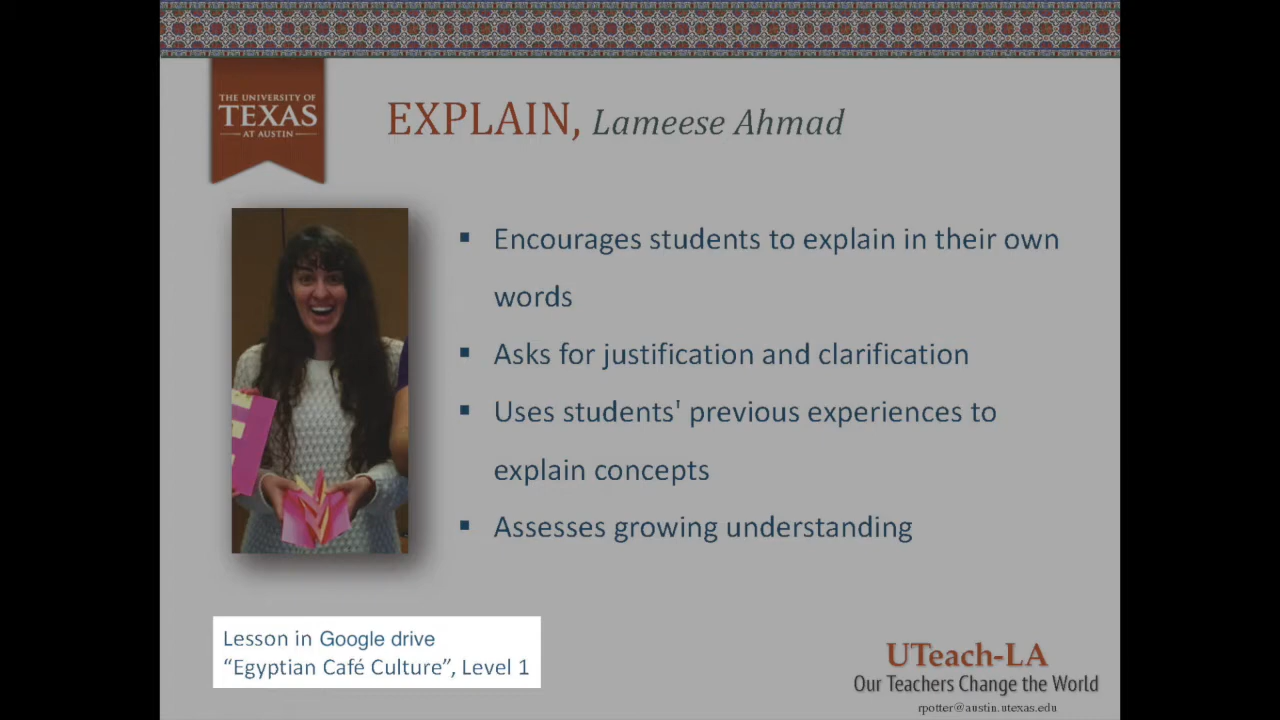 THE UNIVERSITY OF
TEXAS
AT AUSTIN
EXPLAIN, Lameese Ahmad
▪ Encourages students to explain in their own
words
▪ Asks for justification and clarification
▪ Uses students' previous experiences to
explain concepts
▪ Assesses growing understanding
Lesson in Google drive
“Egyptian Café Culture”, Level 1
UTeach-LA
Our Teachers Change the World
rpotter@austin.utexas.edu